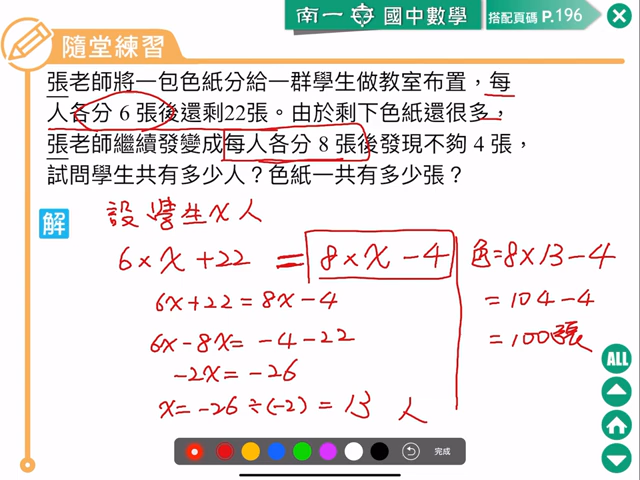 南一 國中數學 搭配頁碼 P.196
隨堂練習
張老師將一包色紙分給一群學生做教室布置，每
人各分 6 張後還剩22張。由於剩下色紙還很多，
張老師繼續發變成每人各分 8 張後發現不夠 4 張，
試問學生共有多少人？色紙一共有多少張？
解
設學生x人
6×x+22 = 8×x-4
6x+22=8x-4
6x-8x=-4-22
-2x=-26
x=-26÷(-2)=13 人
色=8×13-4
=104-4
=100張
ALL
完成